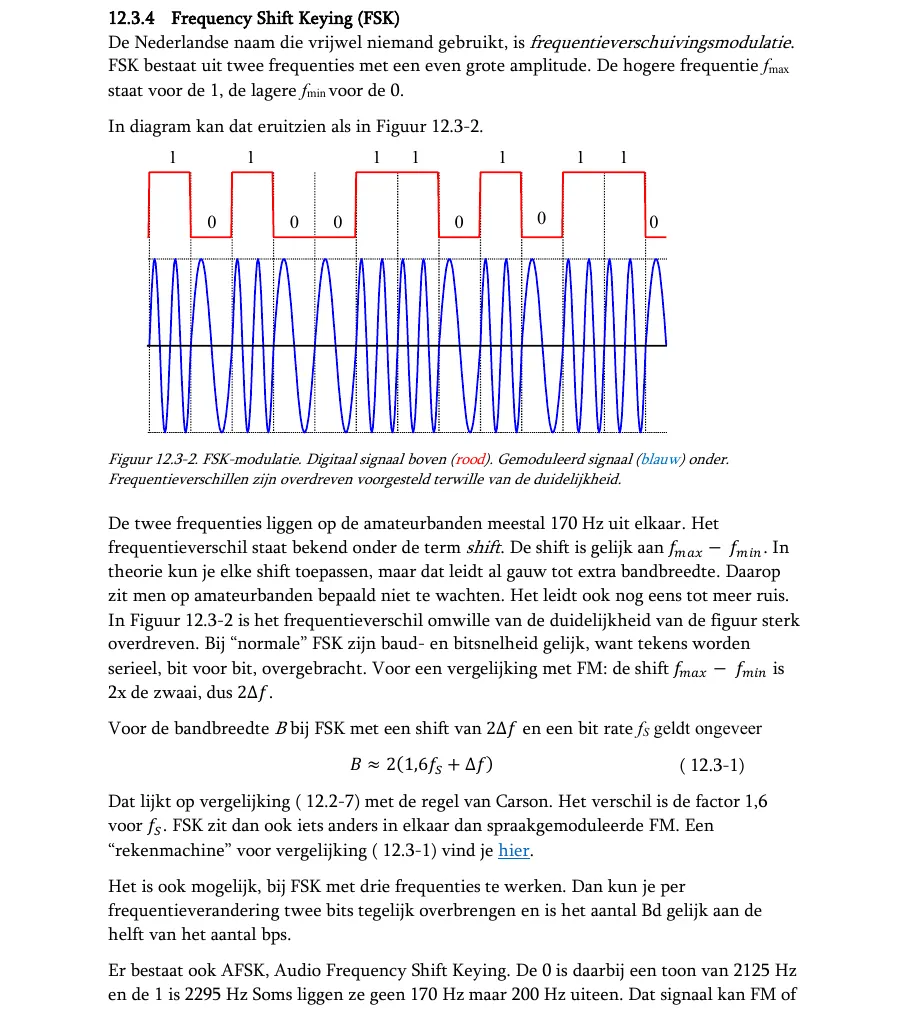 12.3.4 Frequency Shift Keying (FSK)
De Nederlandse naam die vrijwel niemand gebruikt, is frequentieverschuivingsmodulatie.
FSK bestaat uit twee frequenties met een even grote amplitude. De hogere frequentie fmax
staat voor de 1, de lagere fmin voor de 0.
In diagram kan dat eruitzien als in Figuur 12.3-2.
1 1 1 1 1 1 1
0 0 0 0 0 0
Figuur 12.3-2. FSK-modulatie. Digitaal signaal boven (rood). Gemoduleerd signaal (blauw) onder.
Frequentieverschillen zijn overdreven voorgesteld terwille van de duidelijkheid.
De twee frequenties liggen op de amateurbanden meestal 170 Hz uit elkaar. Het
frequentieverschil staat bekend onder de term shift. De shift is gelijk aan fmax − fmin. In
theorie kun je elke shift toepassen, maar dat leidt al gauw tot extra bandbreedte. Daarop
zit men op amateurbanden bepaald niet te wachten. Het leidt ook nog eens tot meer ruis.
In Figuur 12.3-2 is het frequentieverschil omwille van de duidelijkheid van de figuur sterk
overdreven. Bij “normale” FSK zijn baud- en bitsnelheid gelijk, want tekens worden
serieel, bit voor bit, overgebracht. Voor een vergelijking met FM: de shift fmax − fmin is
2x de zwaai, dus 2Δf.
Voor de bandbreedte B bij FSK met een shift van 2Δf en een bit rate fS geldt ongeveer
B ≈ 2(1,6fS + Δf) ( 12.3-1)
Dat lijkt op vergelijking ( 12.2-7) met de regel van Carson. Het verschil is de factor 1,6
voor fS. FSK zit dan ook iets anders in elkaar dan spraakgemoduleerde FM. Een
“rekenmachine” voor vergelijking ( 12.3-1) vind je hier.
Het is ook mogelijk, bij FSK met drie frequenties te werken. Dan kun je per
frequentieverandering twee bits tegelijk overbrengen en is het aantal Bd gelijk aan de
helft van het aantal bps.
Er bestaat ook AFSK, Audio Frequency Shift Keying. De 0 is daarbij een toon van 2125 Hz
en de 1 is 2295 Hz Soms liggen ze geen 170 Hz maar 200 Hz uiteen. Dat signaal kan FM of